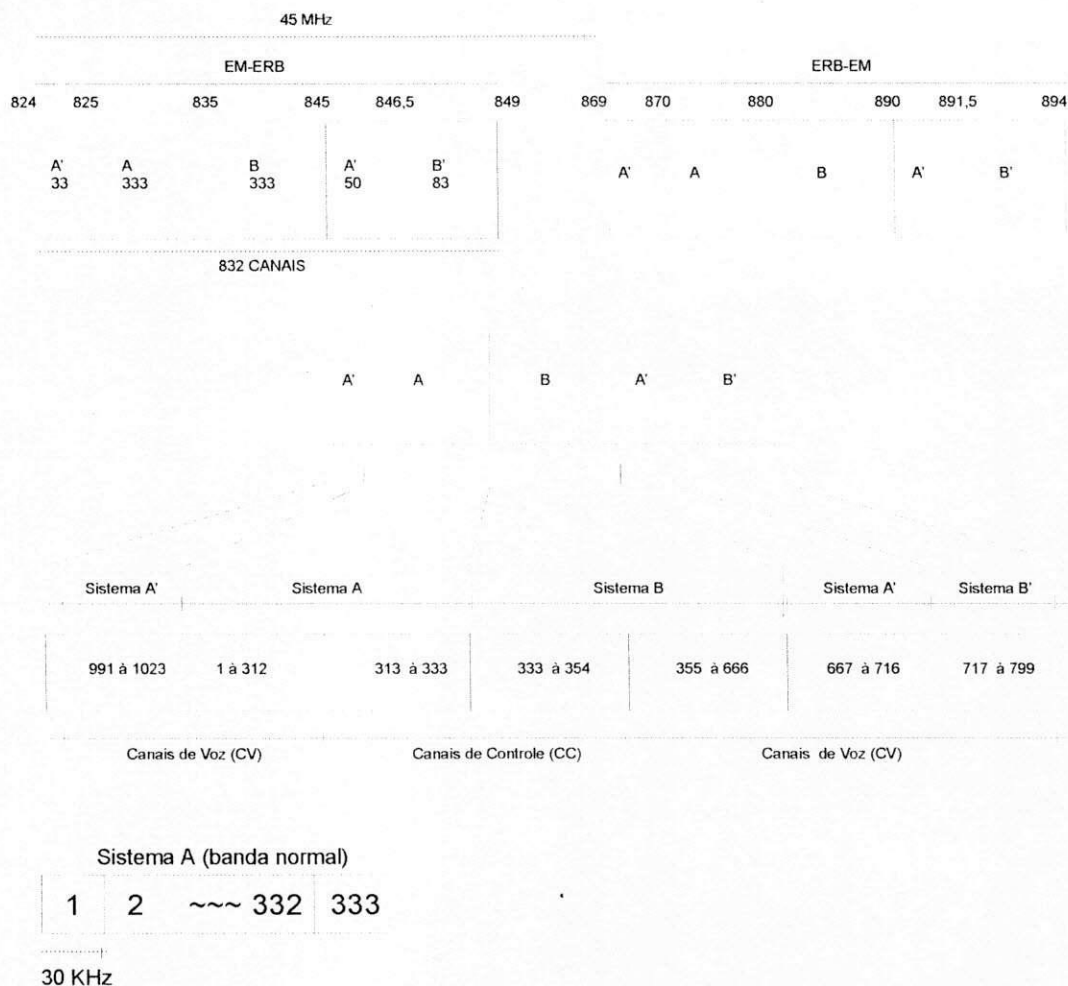 45 MHz
EM-ERB ERB-EM
824 825 835 845 846,5 849 869 870 880 890 891,5 894
A' A B A' B' A' A B A' B'
33 333 333 50 83
832 CANAIS
A' A B A' B'
Sistema A' Sistema A Sistema B Sistema A' Sistema B'
991 à 1023 1 à 312 313 à 333 333 à 354 355 à 666 667 à 716 717 à 799
Canais de Voz (CV) Canais de Controle (CC) Canais de Voz (CV)
Sistema A (banda normal)
1 2 ~~~ 332 333
30 KHz